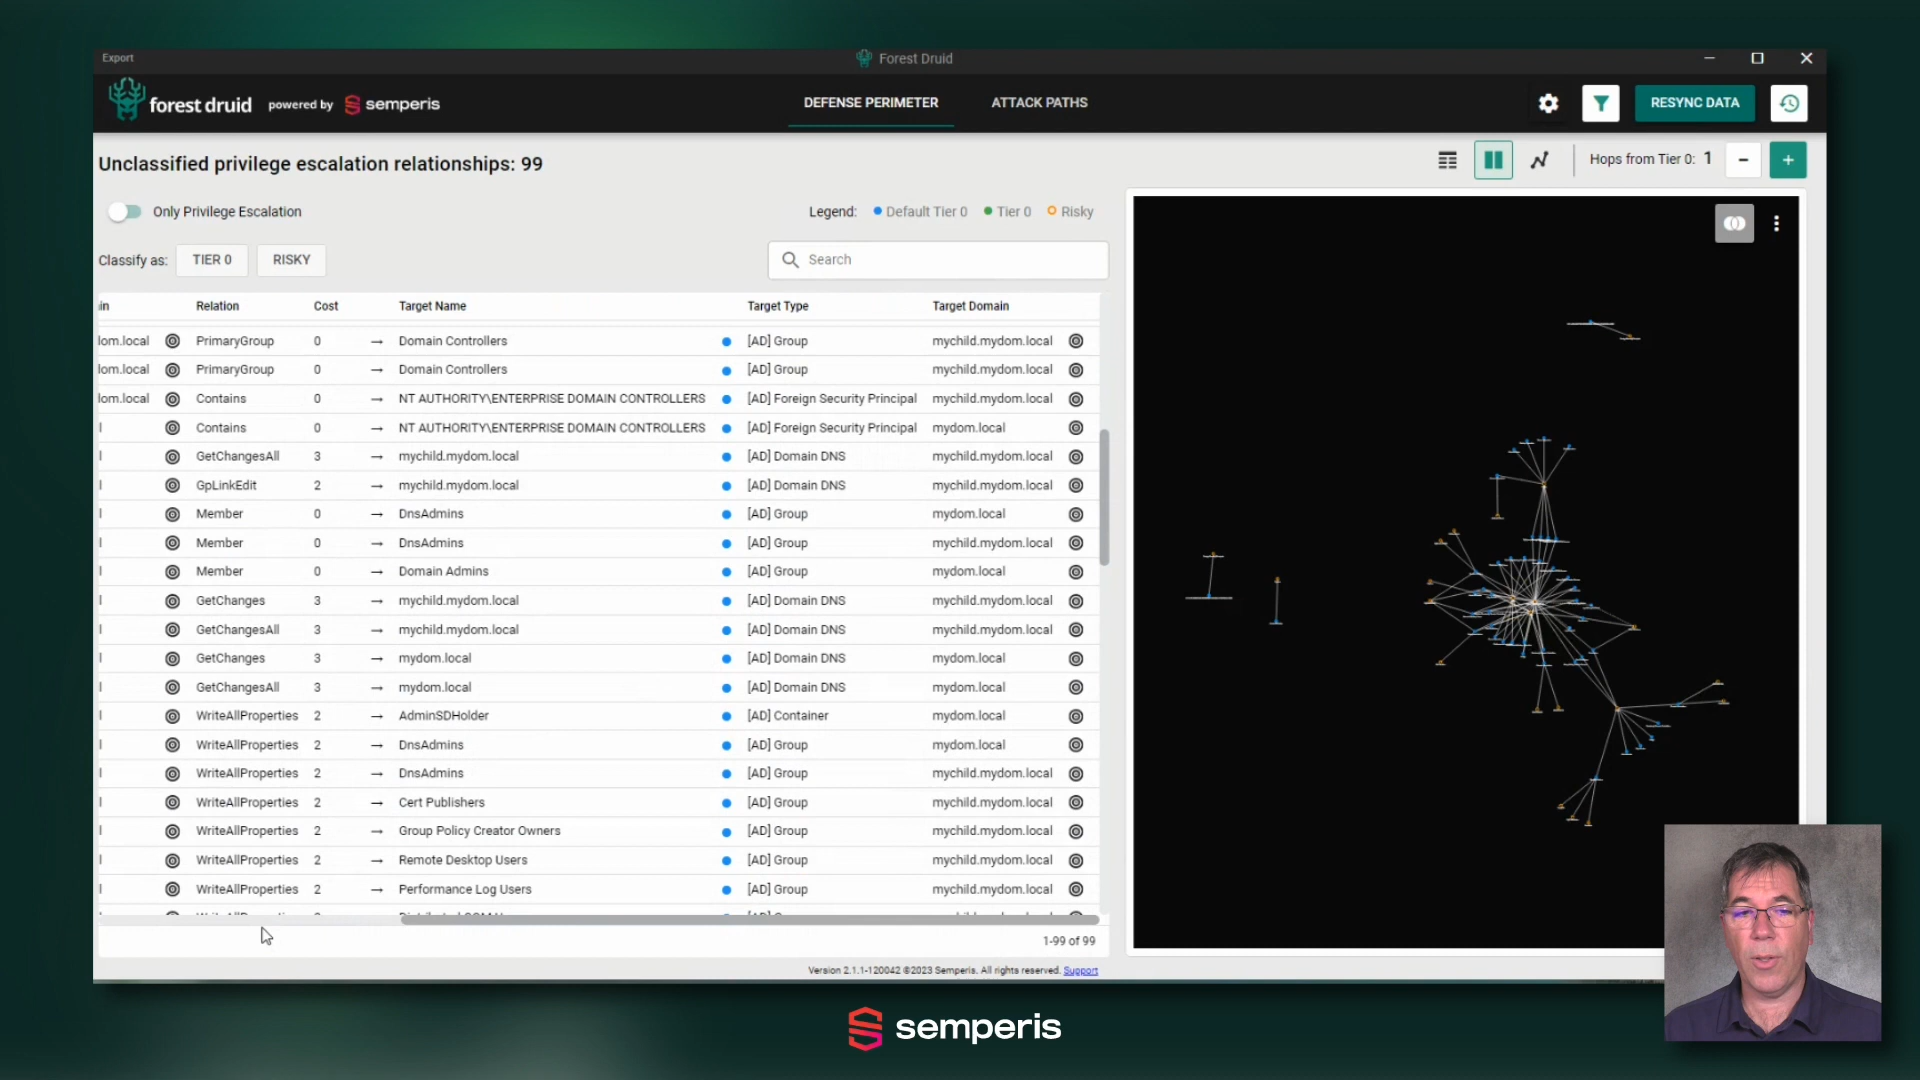 Export
Forest Druid
forest druid powered by semperis
DEFENSE PERIMETER
ATTACK PATHS
RESYNC DATA
Unclassified privilege escalation relationships: 99
Hops from Tier 0: 1
Only Privilege Escalation
Legend: Default Tier 0 Tier 0 Risky
Classify as: TIER 0 RISKY
Search
Relation Cost Target Name Target Type Target Domain
PrimaryGroup 0 → Domain Controllers [AD] Group mychild.mydom.local
PrimaryGroup 0 → Domain Controllers [AD] Group mychild.mydom.local
Contains 0 → NT AUTHORITY\ENTERPRISE DOMAIN CONTROLLERS [AD] Foreign Security Principal mychild.mydom.local
Contains 0 → NT AUTHORITY\ENTERPRISE DOMAIN CONTROLLERS [AD] Foreign Security Principal mydom.local
GetChangesAll 3 → mychild.mydom.local [AD] Domain DNS mychild.mydom.local
GpLinkEdit 2 → mychild.mydom.local [AD] Domain DNS mychild.mydom.local
Member 0 → DnsAdmins [AD] Group mydom.local
Member 0 → DnsAdmins [AD] Group mydom.local
Member 0 → Domain Admins [AD] Group mydom.local
GetChanges 3 → mychild.mydom.local [AD] Domain DNS mychild.mydom.local
GetChangesAll 3 → mychild.mydom.local [AD] Domain DNS mychild.mydom.local
GetChanges 3 → mydom.local [AD] Domain DNS mydom.local
GetChangesAll 3 → mydom.local [AD] Domain DNS mydom.local
WriteAllProperties 2 → AdminSDHolder [AD] Container mydom.local
WriteAllProperties 2 → DnsAdmins [AD] Group mydom.local
WriteAllProperties 2 → DnsAdmins [AD] Group mychild.mydom.local
WriteAllProperties 2 → Cert Publishers [AD] Group mychild.mydom.local
WriteAllProperties 2 → Group Policy Creator Owners [AD] Group mychild.mydom.local
WriteAllProperties 2 → Remote Desktop Users [AD] Group mychild.mydom.local
WriteAllProperties 2 → Performance Log Users [AD] Group mychild.mydom.local
1-99 of 99
Version 2.1.1-120042 ©2023 Semperis. All rights reserved. Support
semperis